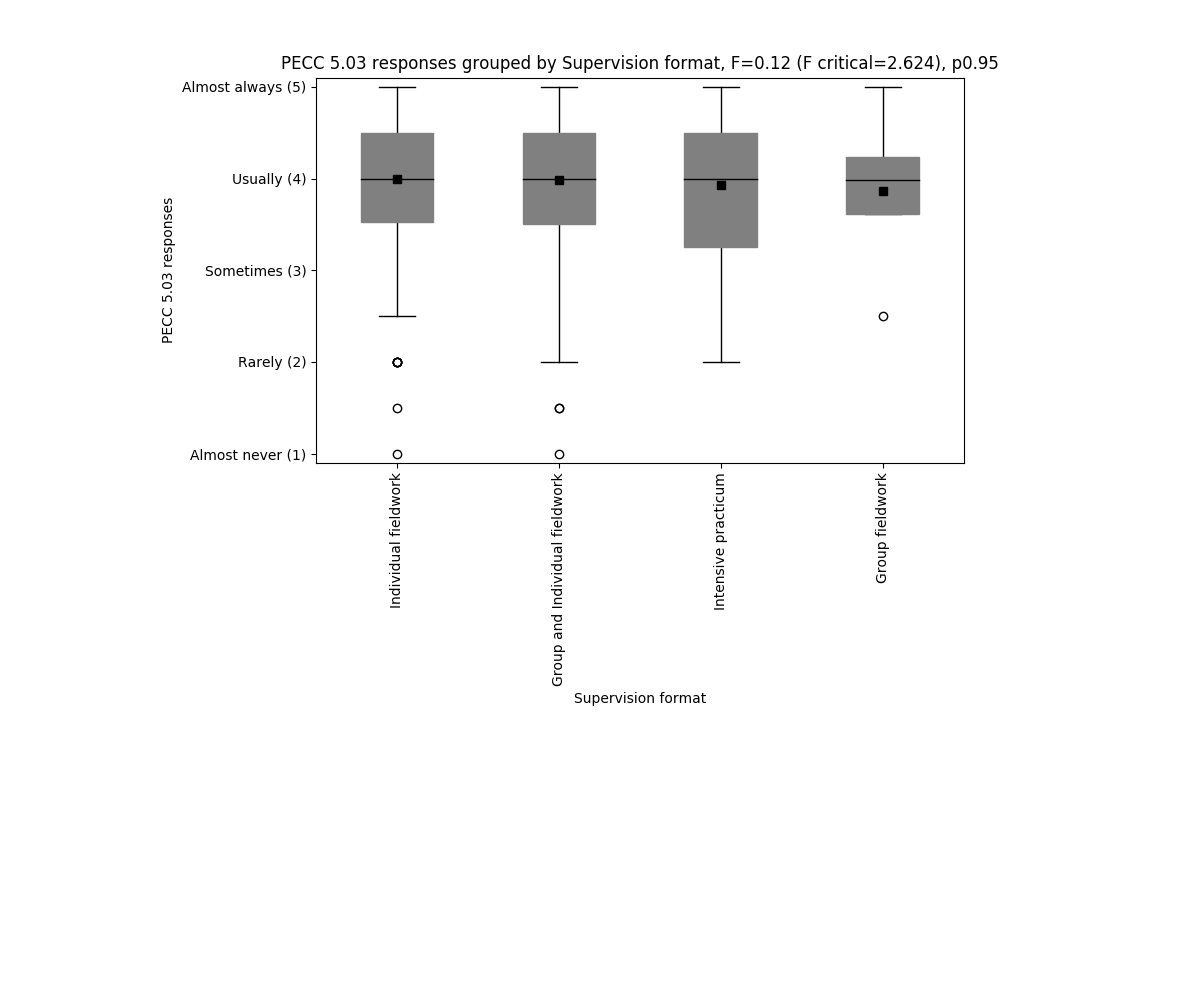 PECC 5.03 responses grouped by Supervision format, F=0.12 (F critical=2.624), p0.95
Almost always (5)
Usually (4)
Sometimes (3)
Rarely (2)
Almost never (1)
PECC 5.03 responses
Individual fieldwork
Group and Individual fieldwork
Intensive practicum
Group fieldwork
Supervision format